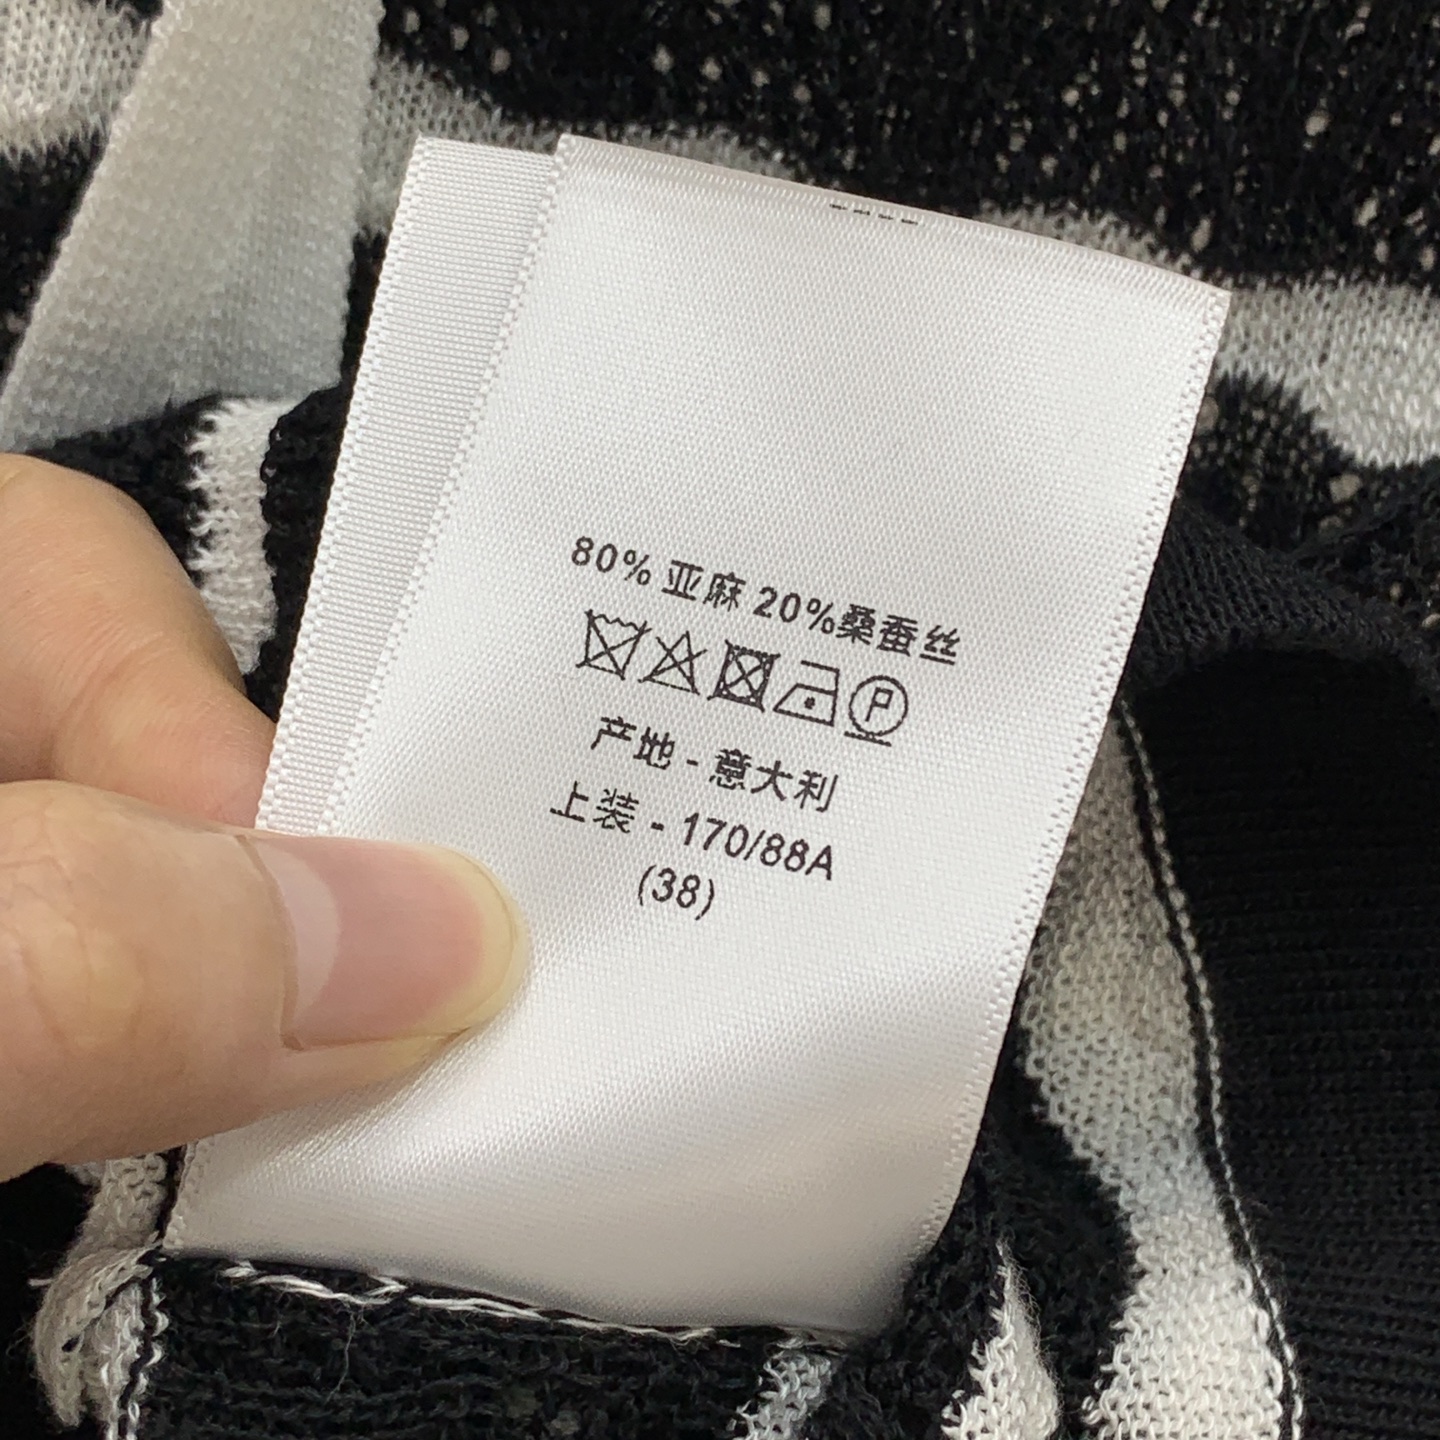 80% 亚麻 20%桑蚕丝
P
产地 - 意大利
上装 - 170/88A
(38)